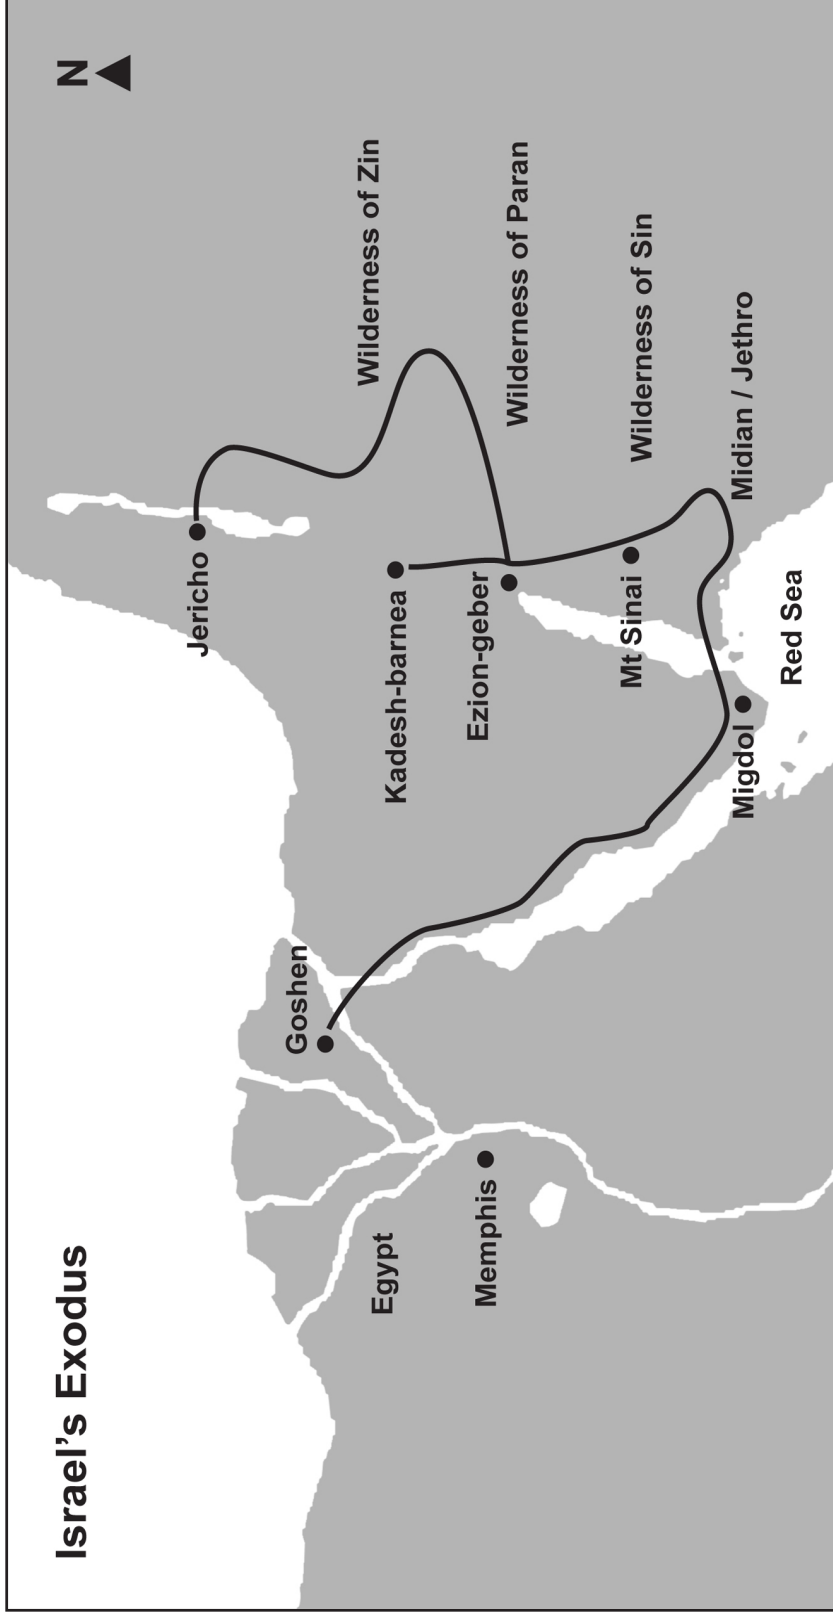 Israel’s Exodus
N
Jericho
Wilderness of Zin
Goshen
Egypt
Kadesh-barnea
Memphis
Ezion-geber
Wilderness of Paran
Mt Sinai
Wilderness of Sin
Migdol
Midian / Jethro
Red Sea